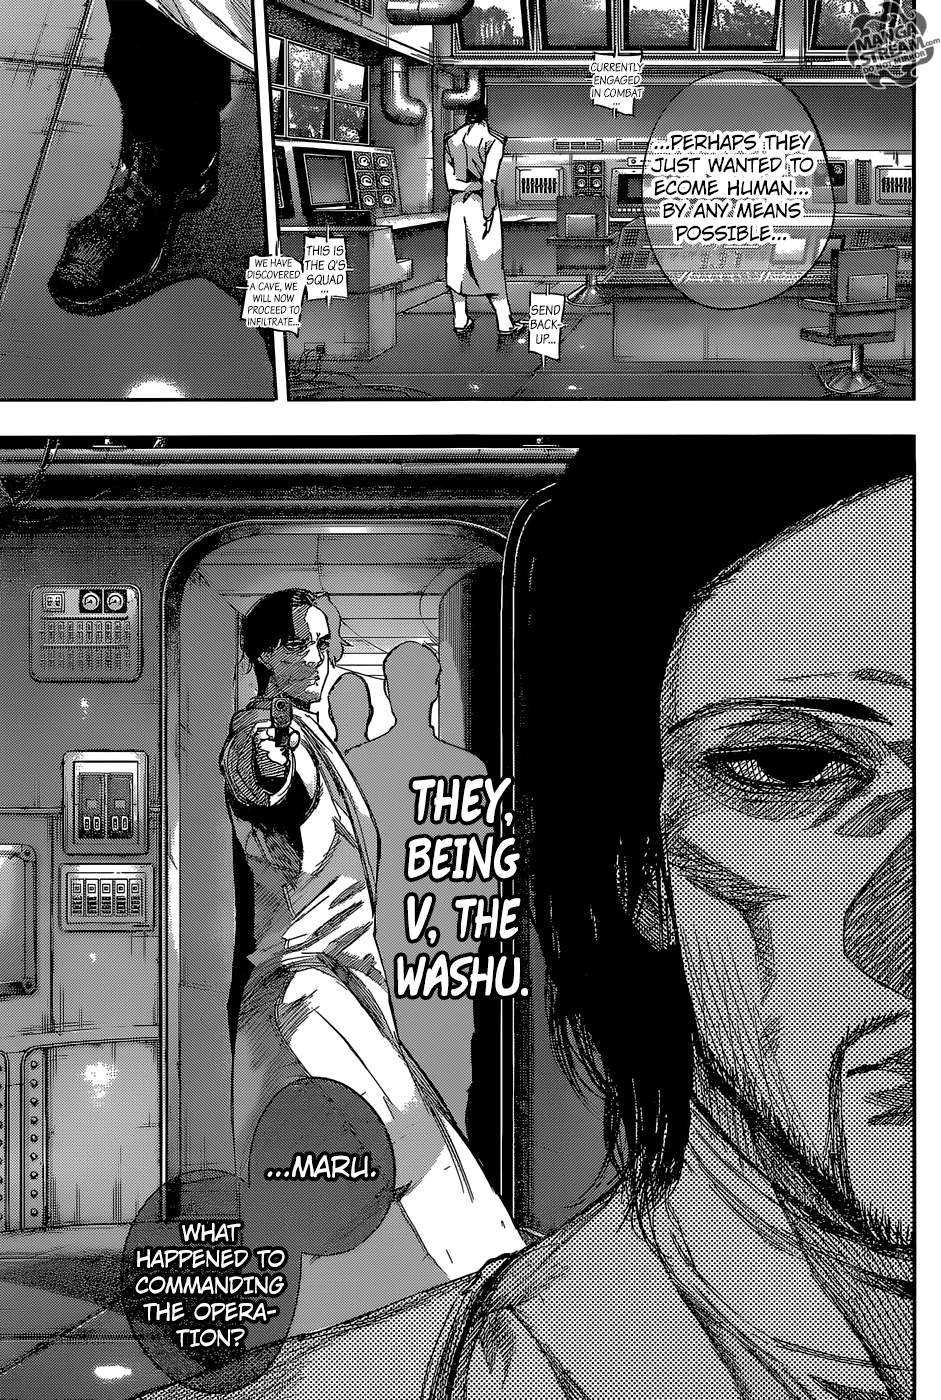 MANGA
STREAM.com
CURRENTLY
ENGAGED
IN COMBAT
...
...PERHAPS THEY
JUST WANTED TO
ECOME HUMAN...
BY ANY MEANS
POSSIBLE...
THIS IS
THE Q'S
SQUAD
...
WE HAVE
DISCOVERED
A CAVE, WE
WILL NOW
PROCEED TO
INFILTRATE...
SEND
BACK-
UP...
THEY,
BEING
V, THE
WASHU.
...MARU.
WHAT
HAPPENED TO
COMMANDING
THE OPERA-
TION?